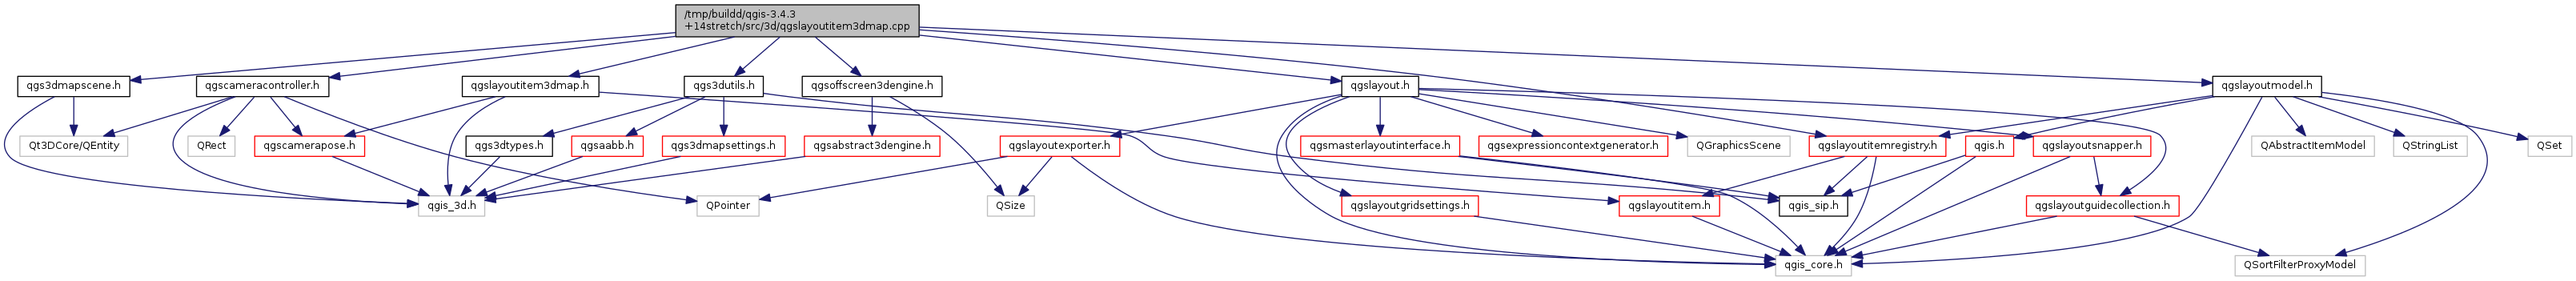 /tmp/buildd/qgis-3.4.3
+14stretch/src/3d/qgslayoutitem3dmap.cpp
qgs3dmapscene.h
qgscameracontroller.h
qgslayoutitem3dmap.h
qgs3dutils.h
qgsoffscreen3dengine.h
qgslayout.h
qgslayoutmodel.h
Qt3DCore/QEntity
QRect
qgscamerapose.h
qgs3dtypes.h
qgsaabb.h
qgs3dmapsettings.h
qgsabstract3dengine.h
qgslayoutexporter.h
qgsmasterlayoutinterface.h
qgsexpressioncontextgenerator.h
QGraphicsScene
qgslayoutitemregistry.h
qgis.h
qgslayoutsnapper.h
QAbstractItemModel
QStringList
QSet
qgis_3d.h
QPointer
QSize
qgslayoutgridsettings.h
qgslayoutitem.h
qgis_sip.h
qgslayoutguidecollection.h
qgis_core.h
QSortFilterProxyModel